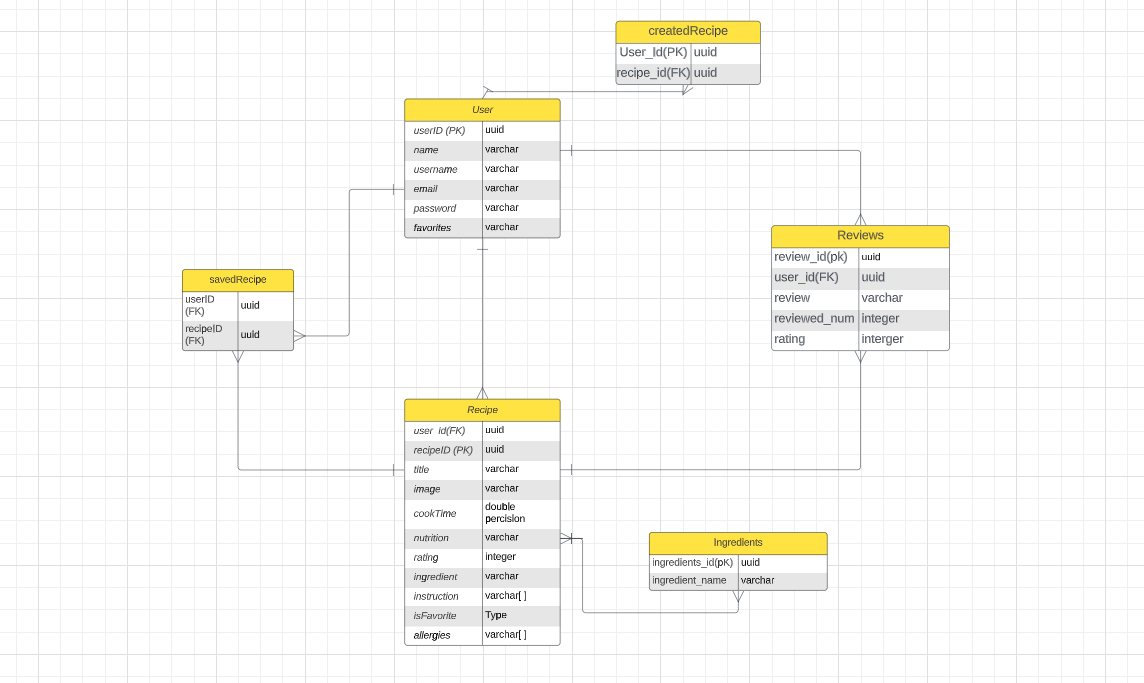 createdRecipe
User_Id(PK) uuid
recipe_id(FK) uuid
User
userID (PK) uuid
name varchar
username varchar
email varchar
password varchar
favorites varchar
Reviews
review_id(pk) uuid
user_id(FK) uuid
review varchar
reviewed_num integer
rating interger
savedRecipe
userID
(FK) uuid
recipeID
(FK) uuid
Recipe
user_id(FK) uuid
recipeID (PK) uuid
title varchar
image varchar
cookTime double
percision
nutrition varchar
rating integer
ingredient varchar
instruction varchar[ ]
isFavorite Type
allergies varchar[ ]
Ingredients
ingredients_id(pK) uuid
ingredient_name varchar